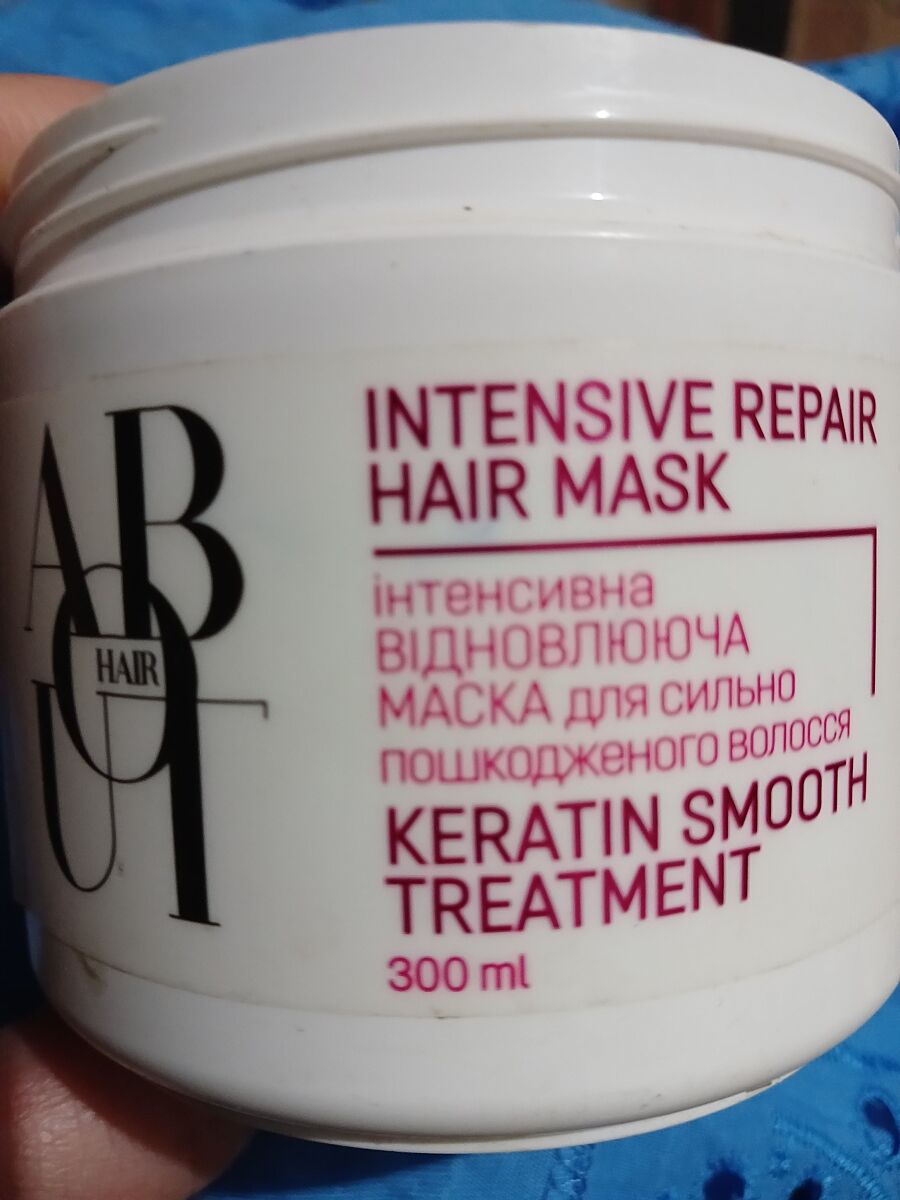 ABOUT
HAIR
INTENSIVE REPAIR
HAIR MASK
інтенсивна
ВІДНОВЛЮЮЧА
МАСКА для сильно
пошкодженого волосся
KERATIN SMOOTH
TREATMENT
300 ml